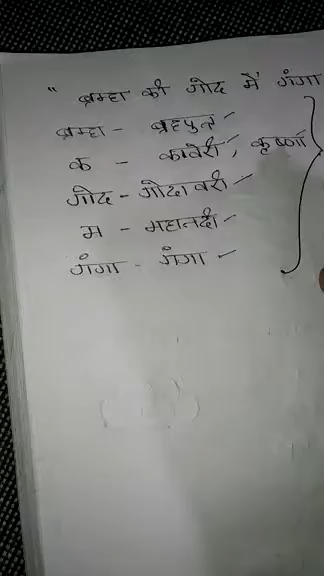 " ब्रम्हा की गोद में गंगा
ब्रम्हा - ब्रह्मपुत्र
क - कावेरी, कृष्णा
गोद - गोदावरी
म - महानदी
गंगा - गंगा